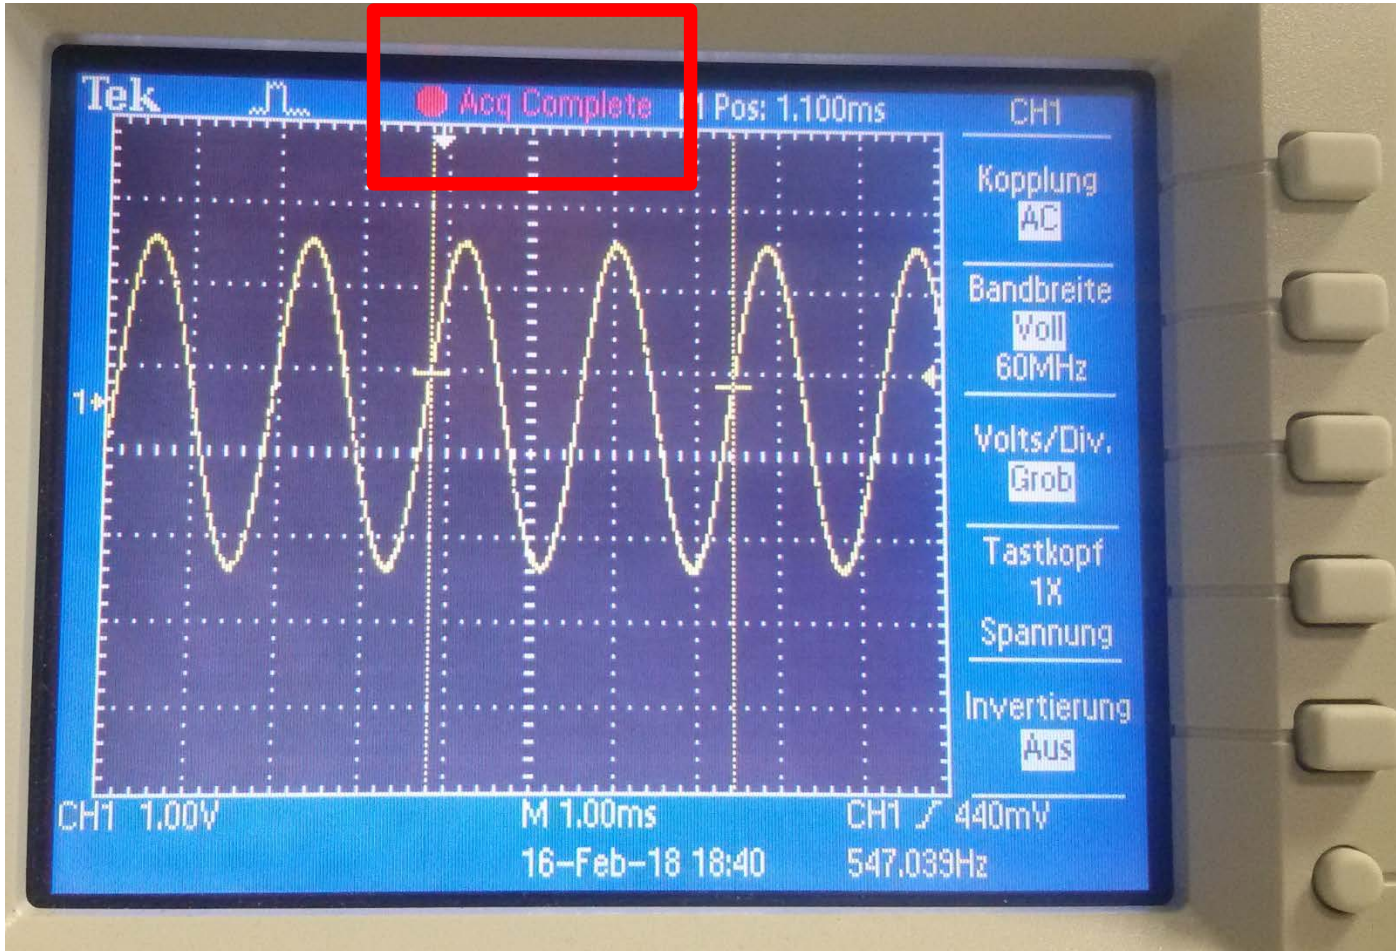 Tek Acq Complete M Pos: 1.100ms CH1
Kopplung
AC
Bandbreite
Voll
60MHz
1
Volts/Div.
Grob
Tastkopf
1X
Spannung
Invertierung
Aus
CH1 1.00V M 1.00ms CH1 440mV
16-Feb-18 18:40 547.039Hz